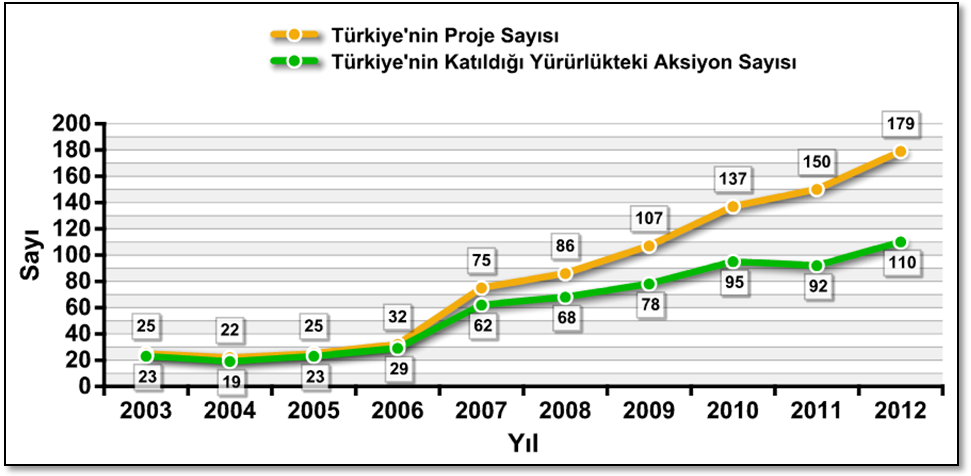 Türkiye'nin Proje Sayısı
Türkiye'nin Katıldığı Yürürlükteki Aksiyon Sayısı
Sayı
200
180
160
140
120
100
80
60
40
20
0
25 22 25 32 75 86 107 137 150 179
23 19 23 29 62 68 78 95 92 110
2003 2004 2005 2006 2007 2008 2009 2010 2011 2012
Yıl